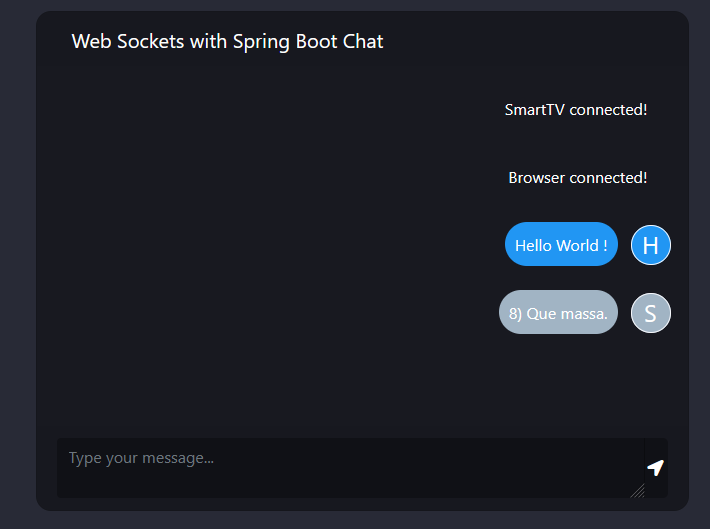 Web Sockets with Spring Boot Chat
SmartTV connected!
Browser connected!
Hello World ! H
8) Que massa. S
Type your message...